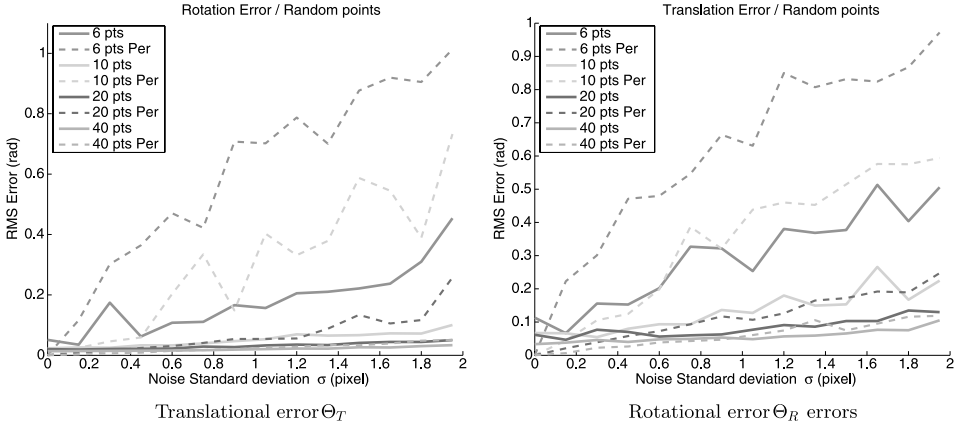 Rotation Error / Random points
6 pts
6 pts Per
10 pts
10 pts Per
20 pts
20 pts Per
40 pts
40 pts Per
1
0.8
0.6
0.4
0.2
0
RMS Error (rad)
0 0.2 0.4 0.6 0.8 1 1.2 1.4 1.6 1.8 2
Noise Standard deviation σ (pixel)
Translational error Θ_T
Translation Error / Random points
6 pts
6 pts Per
10 pts
10 pts Per
20 pts
20 pts Per
40 pts
40 pts Per
1
0.9
0.8
0.7
0.6
0.5
0.4
0.3
0.2
0.1
0
RMS Error (rad)
0 0.2 0.4 0.6 0.8 1 1.2 1.4 1.6 1.8 2
Noise Standard deviation σ (pixel)
Rotational error Θ_R errors